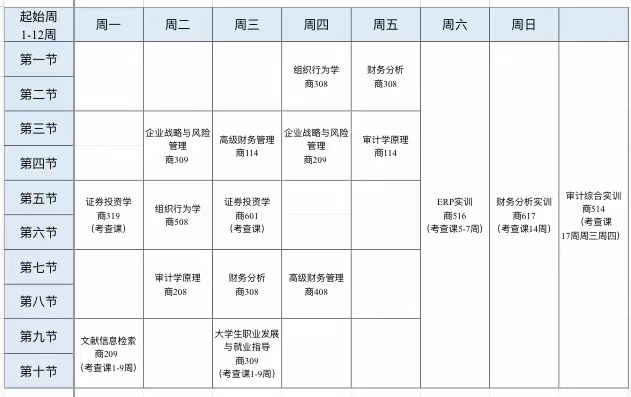 起始周
1-12周
周一
周二
周三
周四
周五
周六
周日
第一节
第二节
组织行为学
商308
财务分析
商308
第三节
第四节
企业战略与风险
管理
商309
高级财务管理
商114
企业战略与风险
管理
商209
审计学原理
商114
第五节
第六节
证券投资学
商319
(考查课)
组织行为学
商508
证券投资学
商601
(考查课)
ERP实训
商516
(考查课5-7周)
财务分析实训
商617
(考查课14周)
审计综合实训
商514
(考查课
17周周三周四)
第七节
第八节
审计学原理
商208
财务分析
商308
高级财务管理
商408
第九节
第十节
文献信息检索
商209
(考查课1-9周)
大学生职业发展
与就业指导
商309
(考查课1-9周)